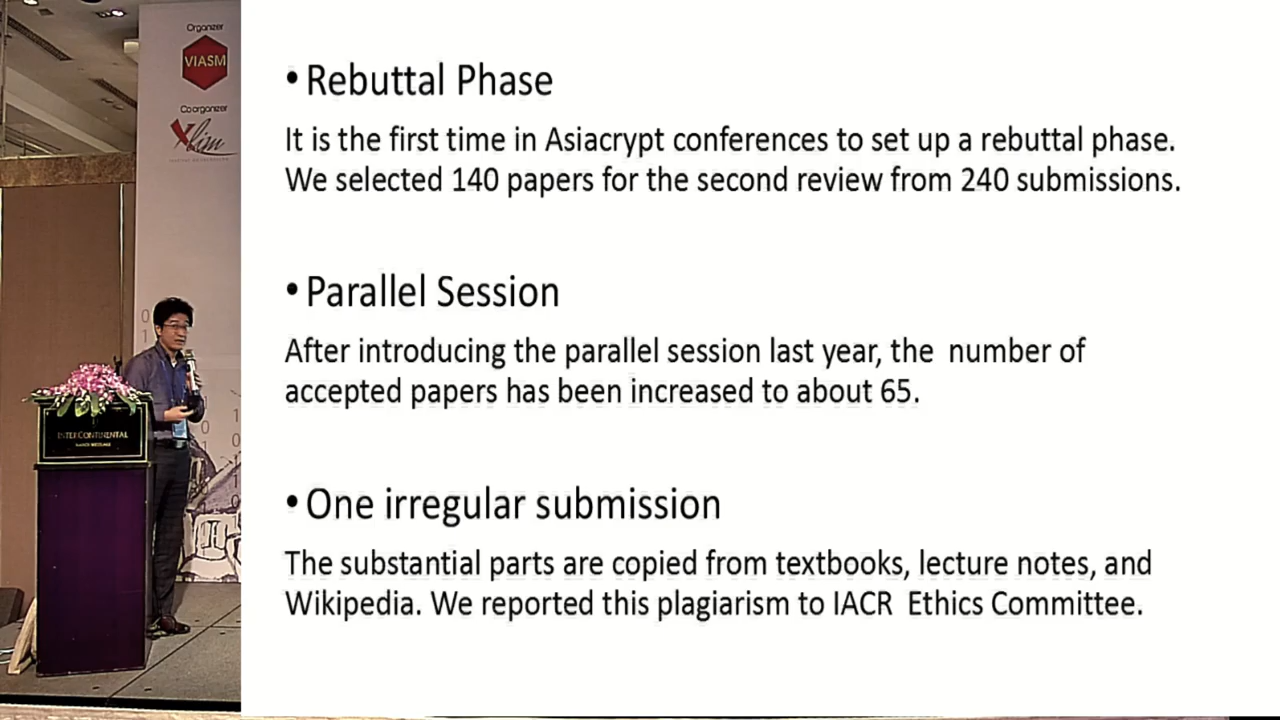 Organizer
VIASM
Co organizer
Xlim
INTERCONTINENTAL
• Rebuttal Phase
It is the first time in Asiacrypt conferences to set up a rebuttal phase.
We selected 140 papers for the second review from 240 submissions.
• Parallel Session
After introducing the parallel session last year, the number of
accepted papers has been increased to about 65.
• One irregular submission
The substantial parts are copied from textbooks, lecture notes, and
Wikipedia. We reported this plagiarism to IACR Ethics Committee.